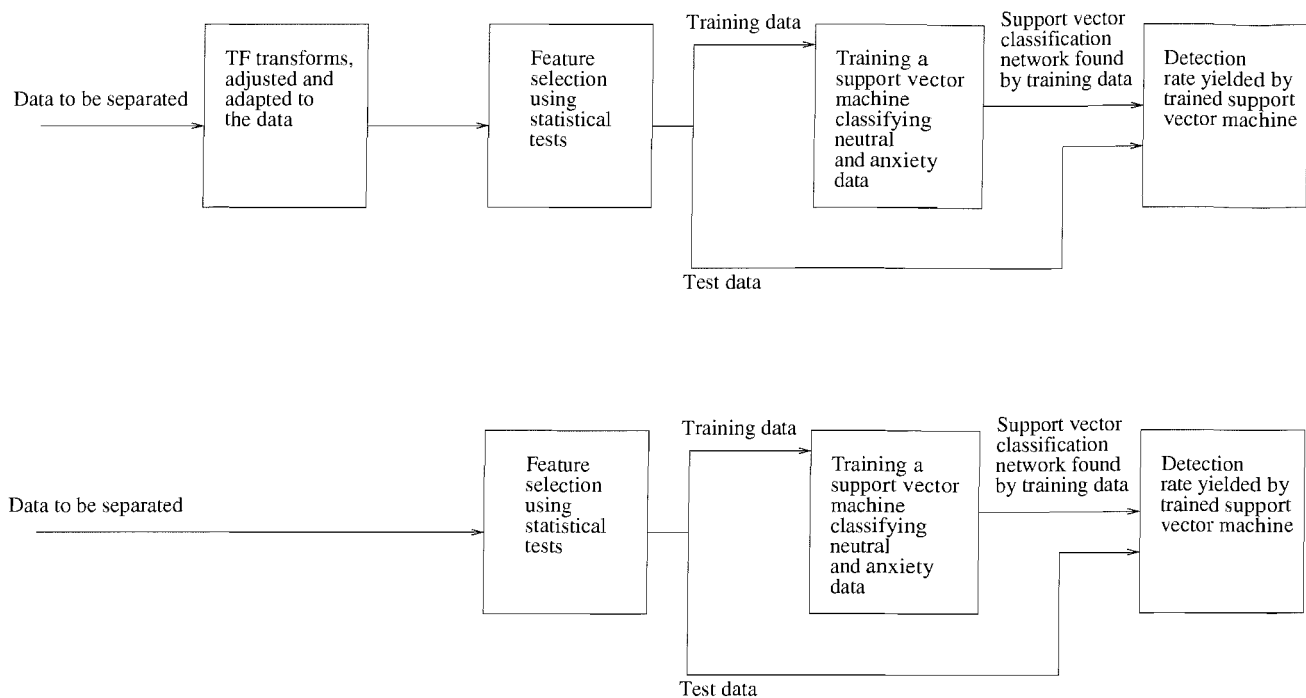 Data to be separated
TF transforms,
adjusted and
adapted to
the data
Feature
selection
using
statistical
tests
Training data
Test data
Training a
support vector
machine
classifying
neutral
and anxiety
data
Support vector
classification
network found
by training data
Detection
rate yielded by
trained support
vector machine
Data to be separated
Feature
selection
using
statistical
tests
Training data
Test data
Training a
support vector
machine
classifying
neutral
and anxiety
data
Support vector
classification
network found
by training data
Detection
rate yielded by
trained support
vector machine